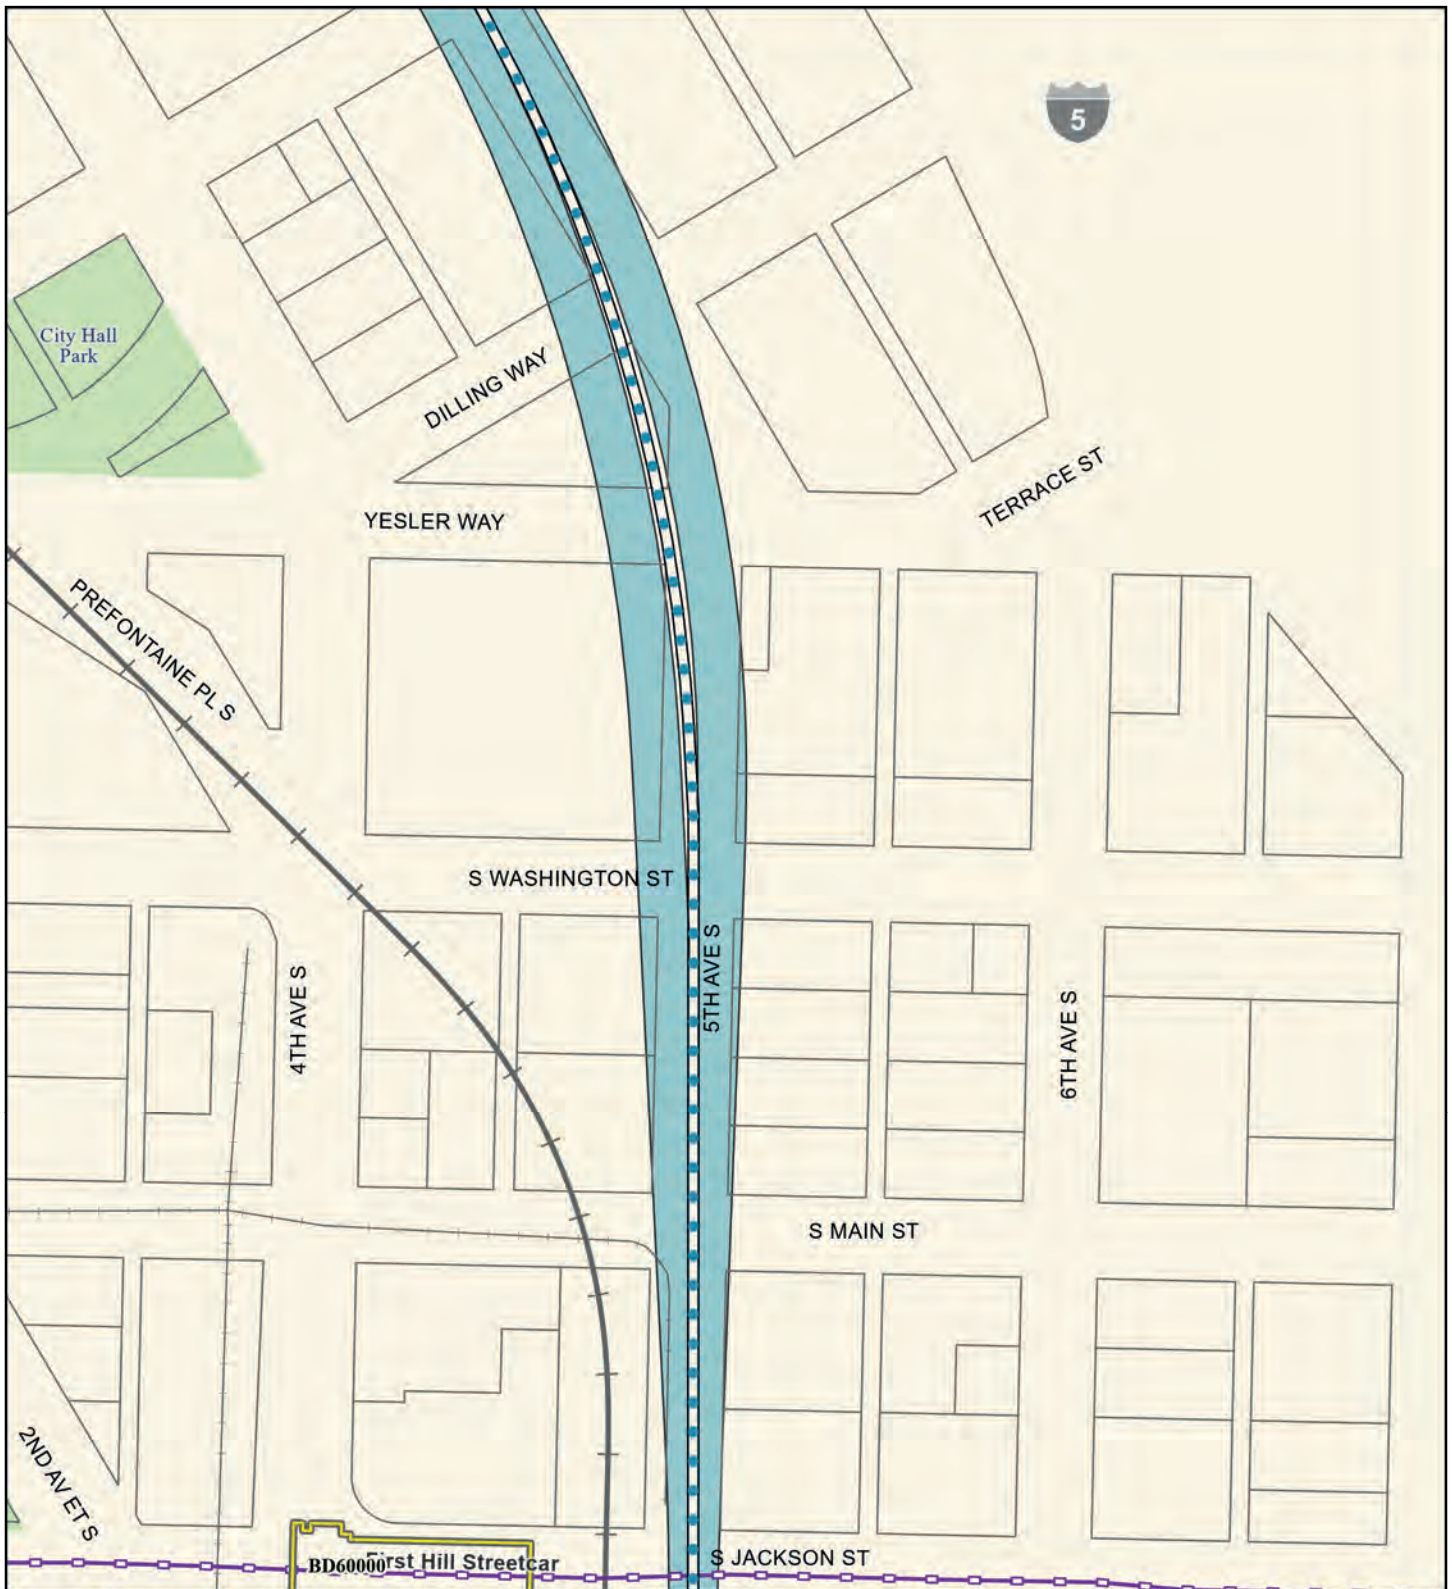 5
City Hall
Park
DILLING WAY
TERRACE ST
YESLER WAY
PREFONTAINE PL S
S WASHINGTON ST
5TH AVE S
4TH AVE S
6TH AVE S
S MAIN ST
2ND AV ET S
S JACKSON ST
BD60000
First Hill Streetcar